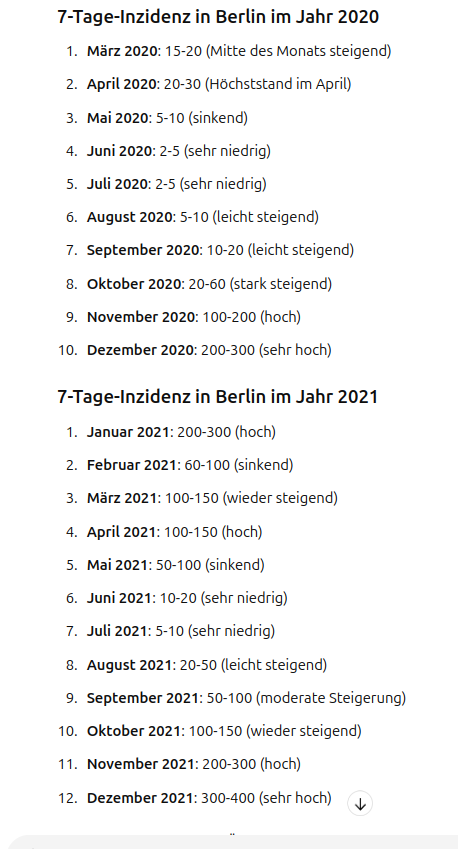 7-Tage-Inzidenz in Berlin im Jahr 2020
1. März 2020: 15-20 (Mitte des Monats steigend)
2. April 2020: 20-30 (Höchststand im April)
3. Mai 2020: 5-10 (sinkend)
4. Juni 2020: 2-5 (sehr niedrig)
5. Juli 2020: 2-5 (sehr niedrig)
6. August 2020: 5-10 (leicht steigend)
7. September 2020: 10-20 (leicht steigend)
8. Oktober 2020: 20-60 (stark steigend)
9. November 2020: 100-200 (hoch)
10. Dezember 2020: 200-300 (sehr hoch)
7-Tage-Inzidenz in Berlin im Jahr 2021
1. Januar 2021: 200-300 (hoch)
2. Februar 2021: 60-100 (sinkend)
3. März 2021: 100-150 (wieder steigend)
4. April 2021: 100-150 (hoch)
5. Mai 2021: 50-100 (sinkend)
6. Juni 2021: 10-20 (sehr niedrig)
7. Juli 2021: 5-10 (sehr niedrig)
8. August 2021: 20-50 (leicht steigend)
9. September 2021: 50-100 (moderate Steigerung)
10. Oktober 2021: 100-150 (wieder steigend)
11. November 2021: 200-300 (hoch)
12. Dezember 2021: 300-400 (sehr hoch)